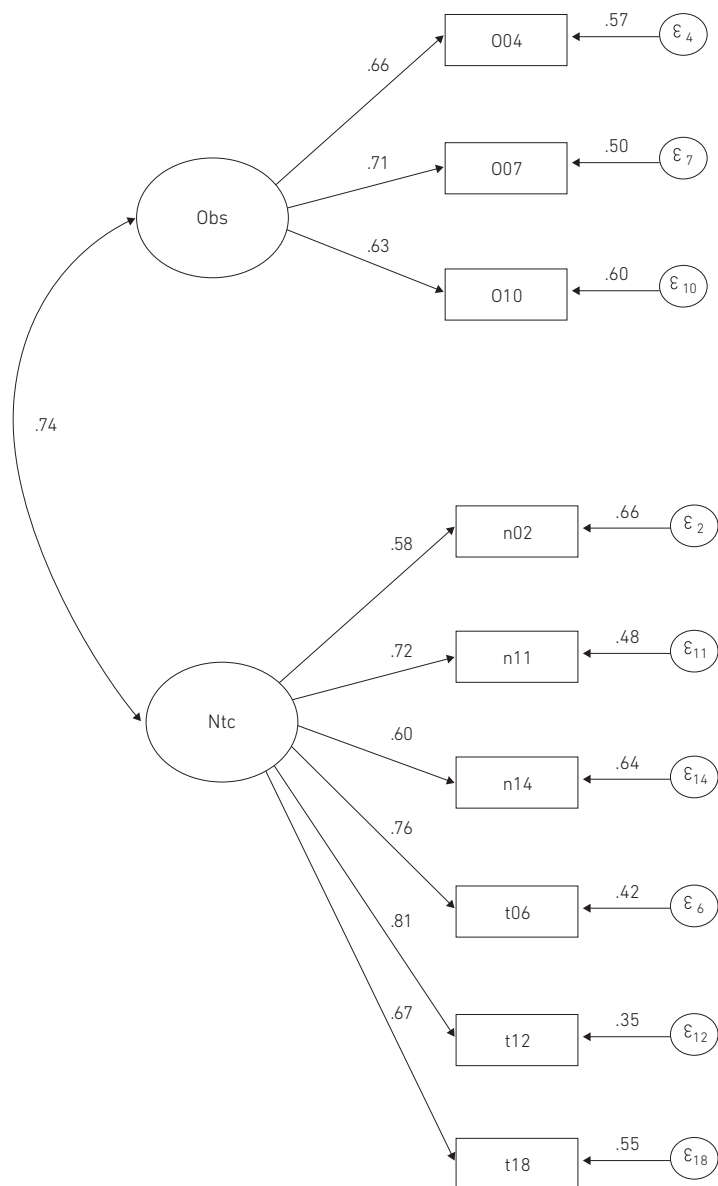 .57
O04
ε4
.66
.50
.71
O07
ε7
Obs
.63
.60
O10
ε10
.74
.66
.58
n02
ε2
.72
.48
n11
ε11
Ntc
.60
.64
n14
ε14
.76
.42
t06
ε6
.81
.67
.35
t12
ε12
.55
t18
ε18